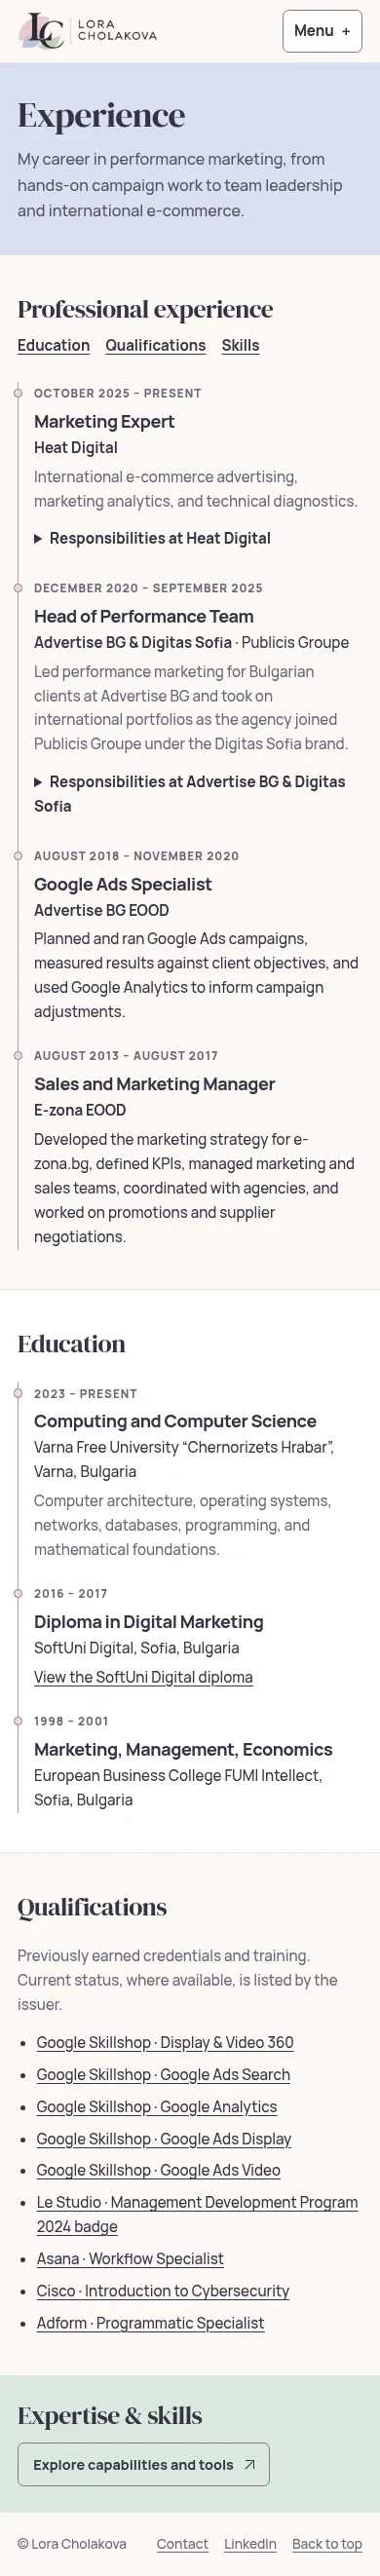 LC LORA
CHOLAKOVA
Menu +
Experience
My career in performance marketing, from
hands-on campaign work to team leadership
and international e-commerce.
Professional experience
Education Qualifications Skills
OCTOBER 2025 – PRESENT
Marketing Expert
Heat Digital
International e-commerce advertising,
marketing analytics, and technical diagnostics.
▶ Responsibilities at Heat Digital
DECEMBER 2020 – SEPTEMBER 2025
Head of Performance Team
Advertise BG & Digitas Sofia · Publicis Groupe
Led performance marketing for Bulgarian
clients at Advertise BG and took on
international portfolios as the agency joined
Publicis Groupe under the Digitas Sofia brand.
▶ Responsibilities at Advertise BG & Digitas
Sofia
AUGUST 2018 – NOVEMBER 2020
Google Ads Specialist
Advertise BG EOOD
Planned and ran Google Ads campaigns,
measured results against client objectives, and
used Google Analytics to inform campaign
adjustments.
AUGUST 2013 – AUGUST 2017
Sales and Marketing Manager
E-zona EOOD
Developed the marketing strategy for e-
zona.bg, defined KPIs, managed marketing and
sales teams, coordinated with agencies, and
worked on promotions and supplier
negotiations.
Education
2023 – PRESENT
Computing and Computer Science
Varna Free University “Chernorizets Hrabar”,
Varna, Bulgaria
Computer architecture, operating systems,
networks, databases, programming, and
mathematical foundations.
2016 – 2017
Diploma in Digital Marketing
SoftUni Digital, Sofia, Bulgaria
View the SoftUni Digital diploma
1998 – 2001
Marketing, Management, Economics
European Business College FUMI Intellect,
Sofia, Bulgaria
Qualifications
Previously earned credentials and training.
Current status, where available, is listed by the
issuer.
• Google Skillshop · Display & Video 360
• Google Skillshop · Google Ads Search
• Google Skillshop · Google Analytics
• Google Skillshop · Google Ads Display
• Google Skillshop · Google Ads Video
• Le Studio · Management Development Program
2024 badge
• Asana · Workflow Specialist
• Cisco · Introduction to Cybersecurity
• Adform · Programmatic Specialist
Expertise & skills
Explore capabilities and tools ↗
© Lora Cholakova Contact LinkedIn Back to top